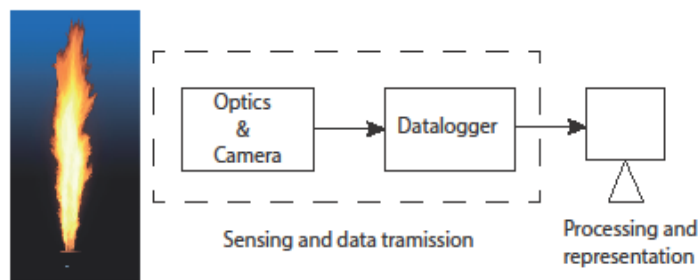 Optics
&
Camera
Datalogger
Sensing and data tramission
Processing and
representation